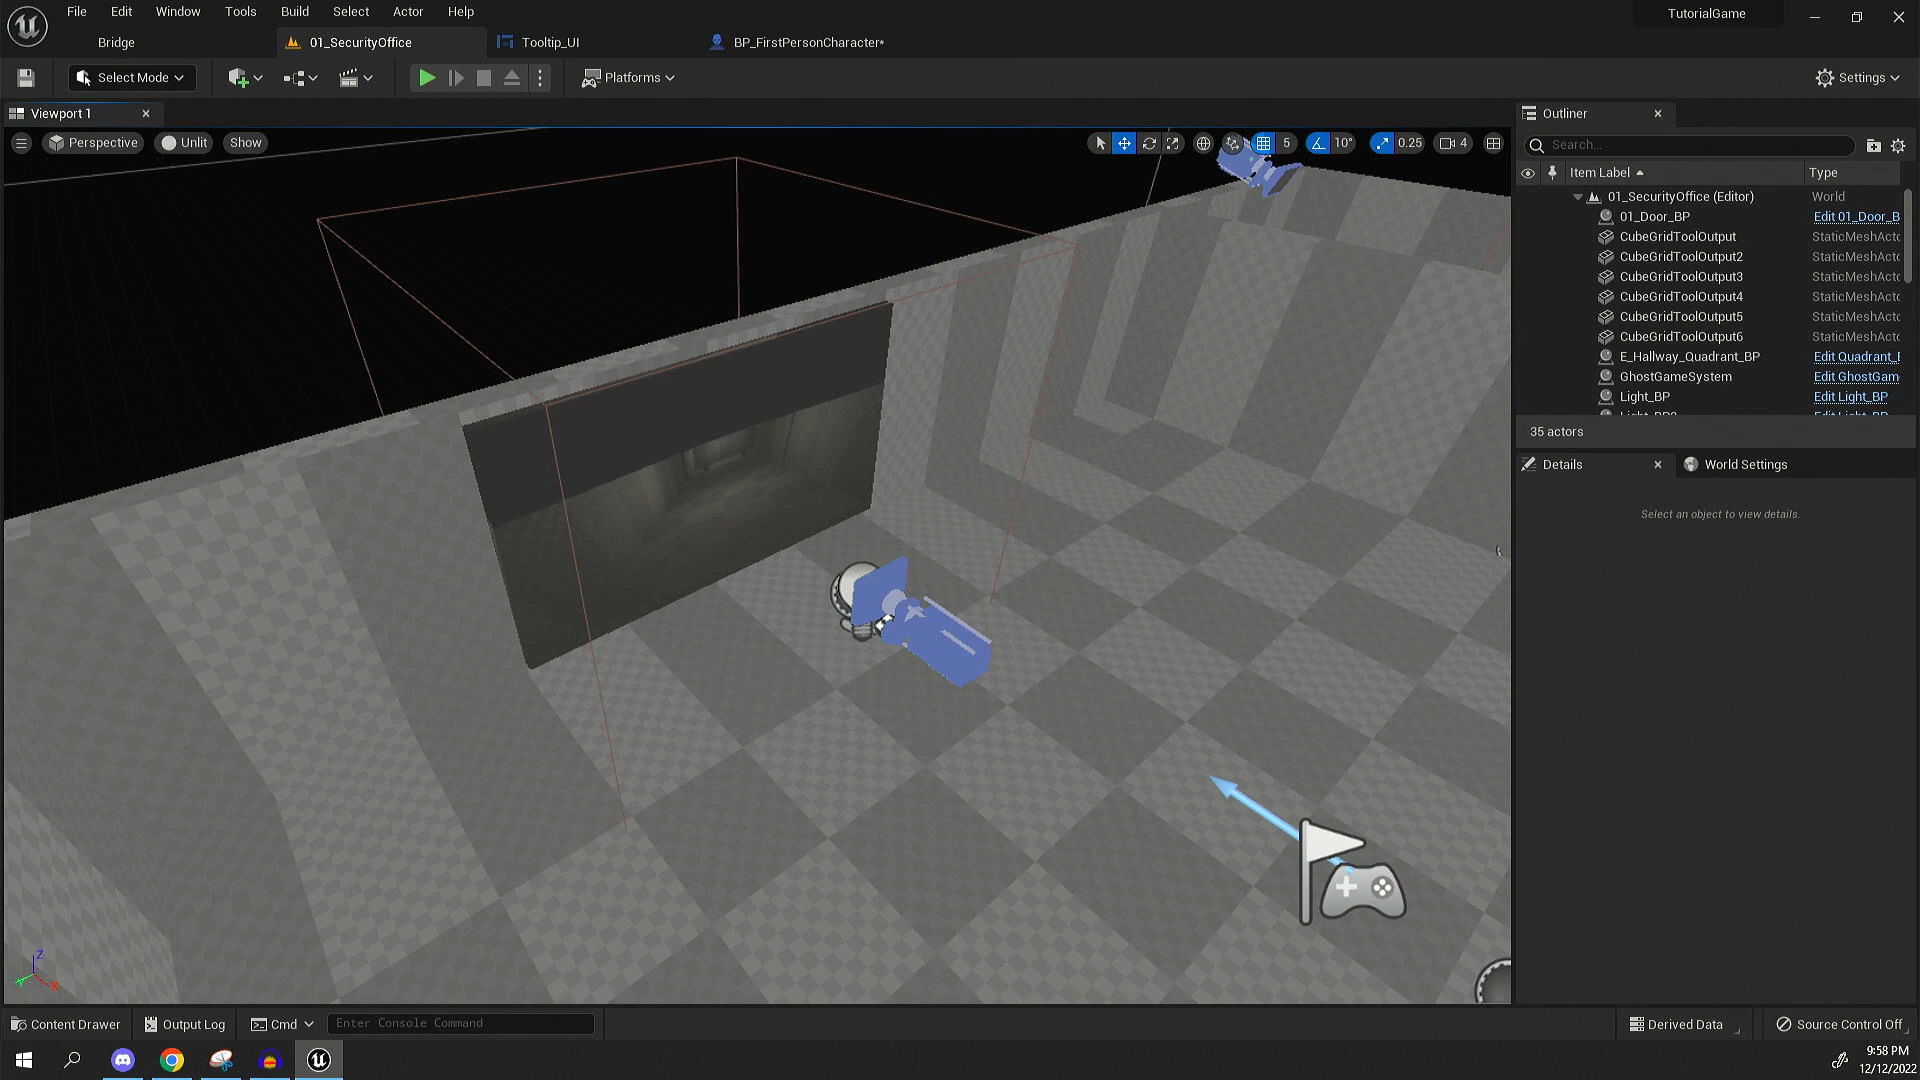 File Edit Window Tools Build Select Actor Help
TutorialGame
Bridge
01_SecurityOffice
Tooltip_UI
BP_FirstPersonCharacter*
Select Mode
Platforms
Settings
Viewport 1
Perspective
Unlit
Show
5
10°
0.25
4
Outliner
Search...
Item Label
Type
01_SecurityOffice (Editor) World
01_Door_BP Edit 01_Door_B
CubeGridToolOutput StaticMeshActo
CubeGridToolOutput2 StaticMeshActo
CubeGridToolOutput3 StaticMeshActo
CubeGridToolOutput4 StaticMeshActo
CubeGridToolOutput5 StaticMeshActo
CubeGridToolOutput6 StaticMeshActo
E_Hallway_Quadrant_BP Edit Quadrant_
GhostGameSystem Edit GhostGam
Light_BP Edit Light_BP
35 actors
Details
World Settings
Select an object to view details.
Z
Y
X
Content Drawer
Output Log
Cmd
Enter Console Command
Derived Data
Source Control Off
9:58 PM
12/12/2022